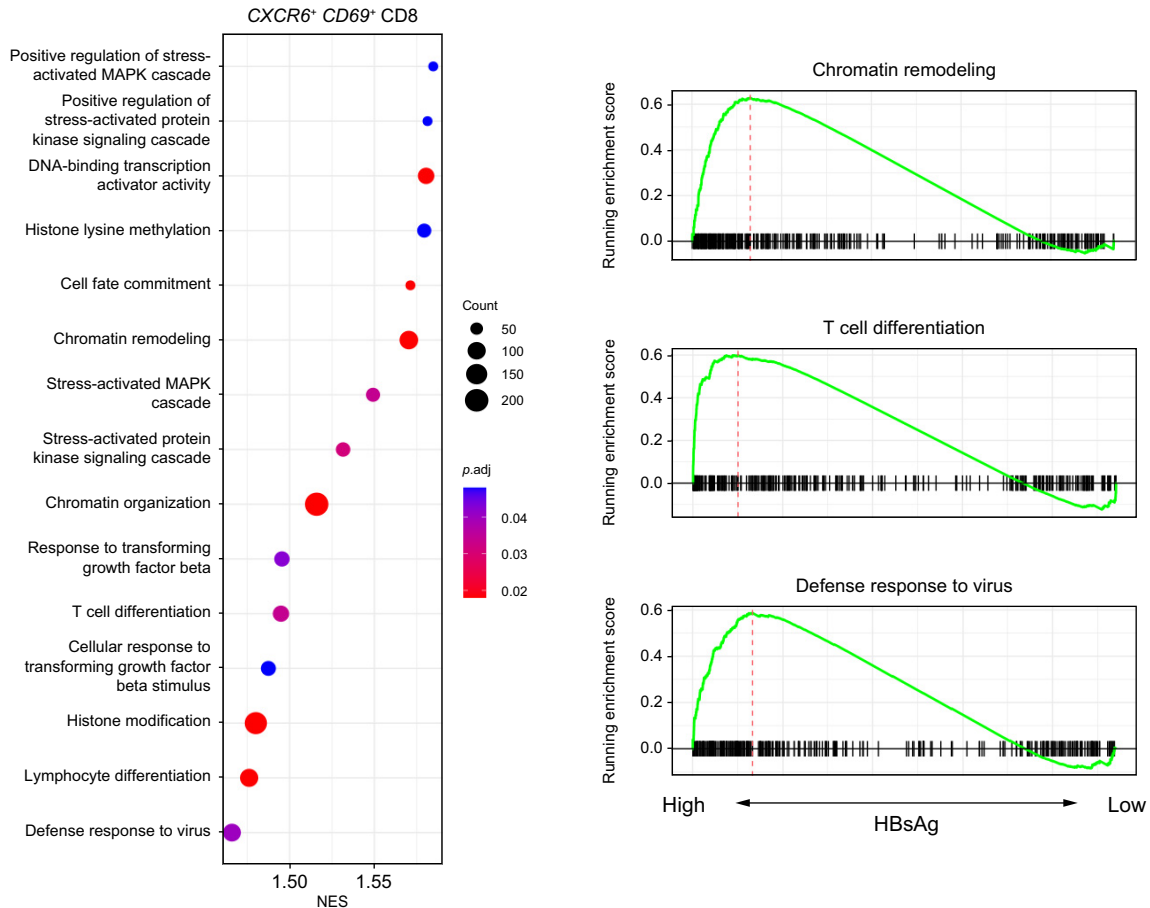 CXCR6⁺ CD69⁺ CD8
Positive regulation of stress-
activated MAPK cascade
Positive regulation of
stress-activated protein
kinase signaling cascade
DNA-binding transcription
activator activity
Histone lysine methylation
Cell fate commitment
Chromatin remodeling
Stress-activated MAPK
cascade
Stress-activated protein
kinase signaling cascade
Chromatin organization
Response to transforming
growth factor beta
T cell differentiation
Cellular response to
transforming growth factor
beta stimulus
Histone modification
Lymphocyte differentiation
Defense response to virus
1.50 1.55
NES
Count
50
100
150
200
p.adj
0.04
0.03
0.02
Chromatin remodeling
Running enrichment score
0.6
0.4
0.2
0.0
T cell differentiation
Running enrichment score
0.6
0.4
0.2
0.0
Defense response to virus
Running enrichment score
0.6
0.4
0.2
0.0
High Low
HBsAg